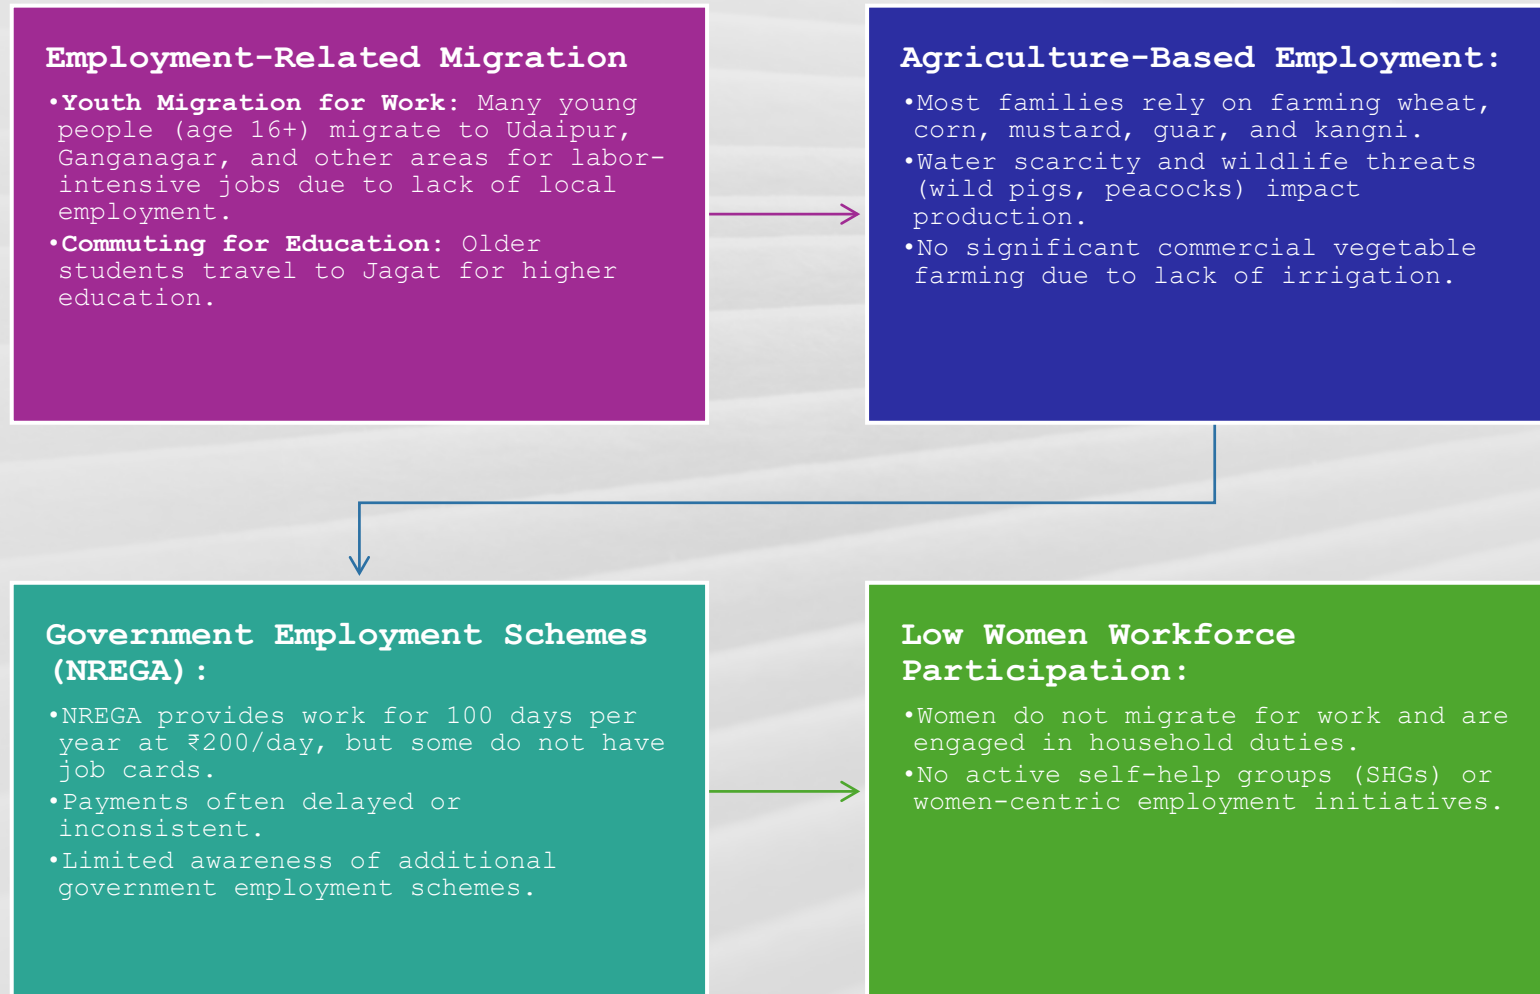 Employment-Related Migration
•Youth Migration for Work: Many young
people (age 16+) migrate to Udaipur,
Ganganagar, and other areas for labor-
intensive jobs due to lack of local
employment.
•Commuting for Education: Older
students travel to Jagat for higher
education.
Agriculture-Based Employment:
•Most families rely on farming wheat,
corn, mustard, guar, and kangni.
•Water scarcity and wildlife threats
(wild pigs, peacocks) impact
production.
•No significant commercial vegetable
farming due to lack of irrigation.
Government Employment Schemes
(NREGA):
•NREGA provides work for 100 days per
year at ₹200/day, but some do not have
job cards.
•Payments often delayed or
inconsistent.
•Limited awareness of additional
government employment schemes.
Low Women Workforce
Participation:
•Women do not migrate for work and are
engaged in household duties.
•No active self-help groups (SHGs) or
women-centric employment initiatives.